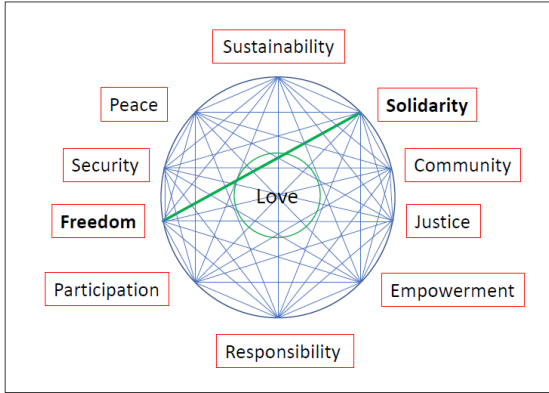 Sustainability
Peace
Solidarity
Security
Community
Love
Freedom
Justice
Participation
Empowerment
Responsibility